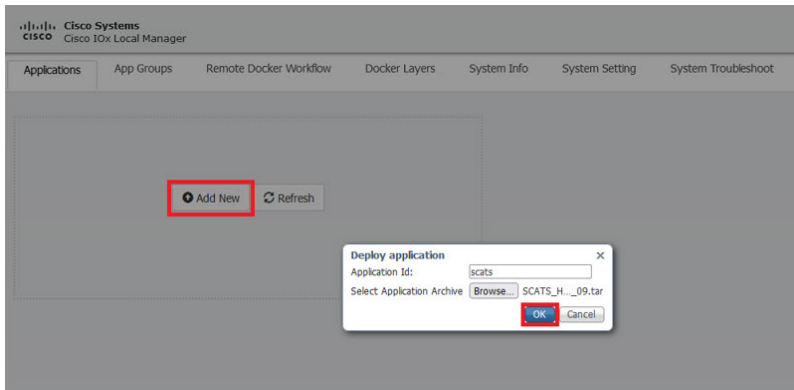 Cisco Systems
CISCO Cisco IOx Local Manager
Applications App Groups Remote Docker Workflow Docker Layers System Info System Setting System Troubleshoot
Add New Refresh
Deploy application
Application Id: scats
Select Application Archive Browse... SCATS_H..._09.tar
OK Cancel